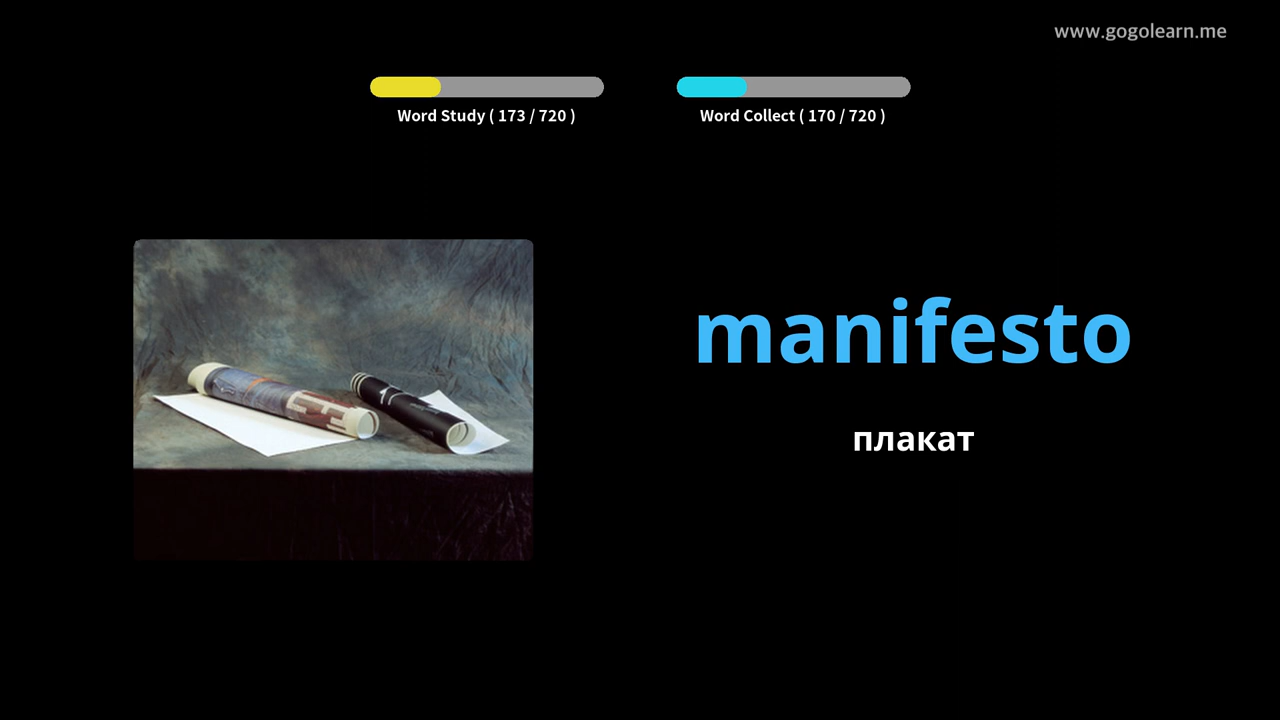 www.gogolearn.me
Word Study ( 173 / 720 )
Word Collect ( 170 / 720 )
manifesto
плакат